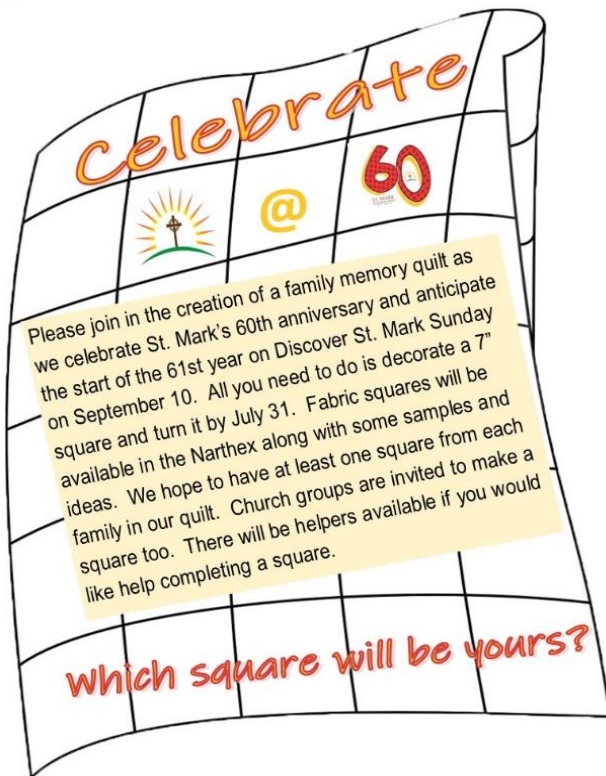 Celebrate
@ 60
ST. MARK
Please join in the creation of a family memory quilt as
we celebrate St. Mark's 60th anniversary and anticipate
the start of the 61st year on Discover St. Mark Sunday
on September 10.  All you need to do is decorate a 7”
square and turn it by July 31.  Fabric squares will be
available in the Narthex along with some samples and
ideas.  We hope to have at least one square from each
family in our quilt.  Church groups are invited to make a
square too.  There will be helpers available if you would
like help completing a square.
Which square will be yours?